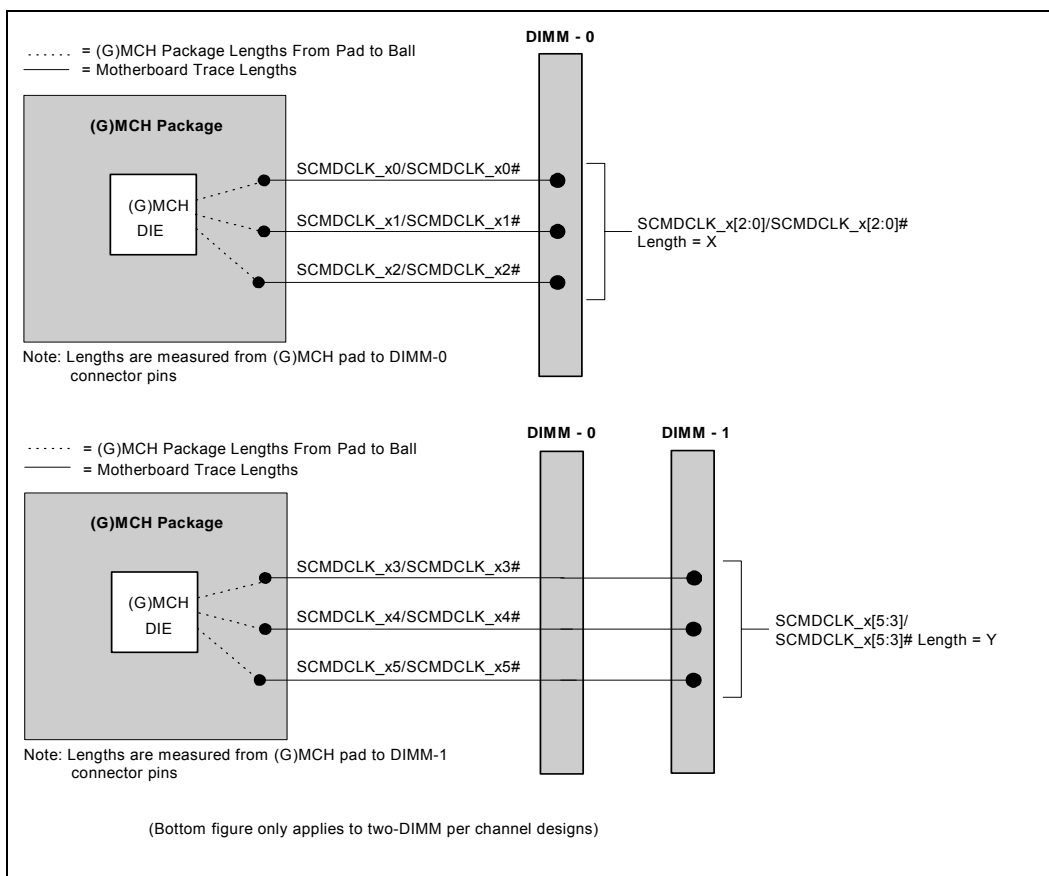 DIMM - 0
...... = (G)MCH Package Lengths From Pad to Ball
= Motherboard Trace Lengths
(G)MCH Package
(G)MCH
DIE
SCMDCLK_x0/SCMDCLK_x0#
SCMDCLK_x1/SCMDCLK_x1#
SCMDCLK_x2/SCMDCLK_x2#
SCMDCLK_x[2:0]/SCMDCLK_x[2:0]#
Length = X
Note: Lengths are measured from (G)MCH pad to DIMM-0
connector pins
DIMM - 0
DIMM - 1
...... = (G)MCH Package Lengths From Pad to Ball
= Motherboard Trace Lengths
(G)MCH Package
(G)MCH
DIE
SCMDCLK_x3/SCMDCLK_x3#
SCMDCLK_x4/SCMDCLK_x4#
SCMDCLK_x5/SCMDCLK_x5#
SCMDCLK_x[5:3]/
SCMDCLK_x[5:3]# Length = Y
Note: Lengths are measured from (G)MCH pad to DIMM-1
connector pins
(Bottom figure only applies to two-DIMM per channel designs)